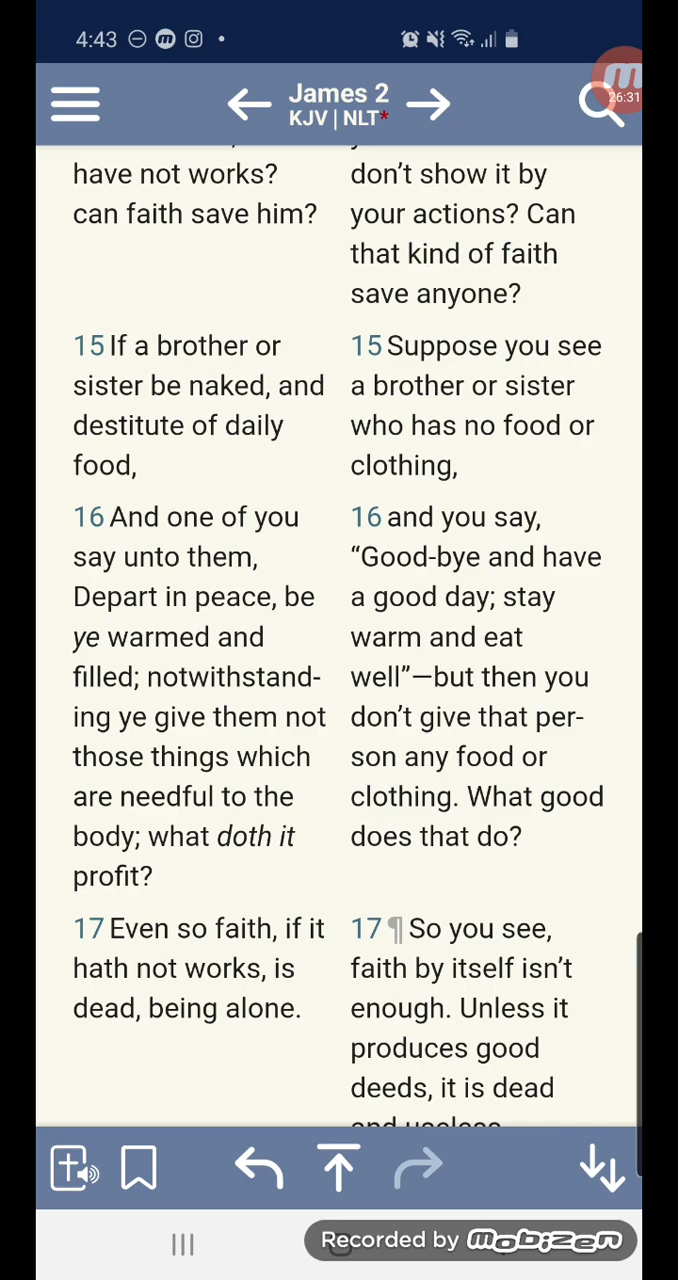 4:43
James 2
KJV | NLT*
26:31
have not works?
can faith save him?
15 If a brother or
sister be naked, and
destitute of daily
food,
16 And one of you
say unto them,
Depart in peace, be
ye warmed and
filled; notwithstand-
ing ye give them not
those things which
are needful to the
body; what doth it
profit?
17 Even so faith, if it
hath not works, is
dead, being alone.
don’t show it by
your actions? Can
that kind of faith
save anyone?
15 Suppose you see
a brother or sister
who has no food or
clothing,
16 and you say,
“Good-bye and have
a good day; stay
warm and eat
well”—but then you
don’t give that per-
son any food or
clothing. What good
does that do?
17 ¶ So you see,
faith by itself isn’t
enough. Unless it
produces good
deeds, it is dead
and useless
Recorded by mobizen